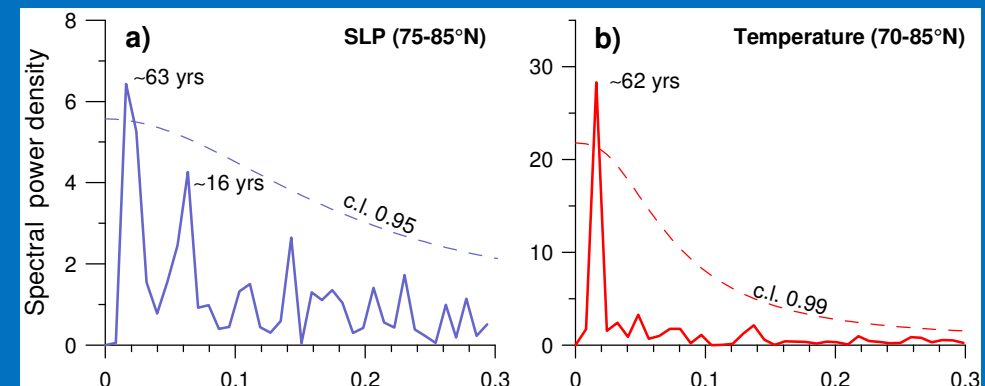 a)
SLP (75-85°N)
Spectral power density
8
6
4
2
0
~63 yrs
~16 yrs
c.l. 0.95
0
0.1
0.2
0.3
b)
Temperature (70-85°N)
30
20
10
0
~62 yrs
c.l. 0.99
0
0.1
0.2
0.3